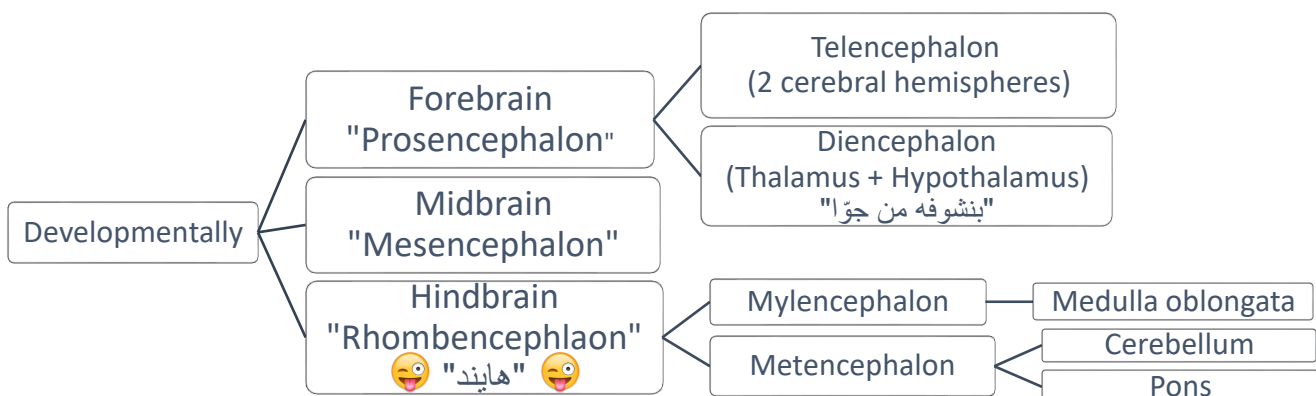 Developmentally
Forebrain
"Prosencephalon"
Telencephalon
(2 cerebral hemispheres)
Diencephalon
(Thalamus + Hypothalamus)
"بنشوفه من جوّا"
Midbrain
"Mesencephalon"
Hindbrain
"Rhombencephlaon"
😜 "هايند" 😜
Mylencephalon
Medulla oblongata
Metencephalon
Cerebellum
Pons